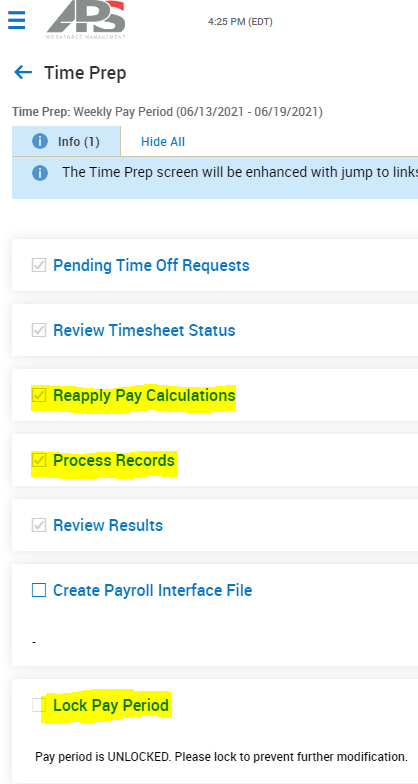 APS
WORKFORCE MANAGEMENT
4:25 PM (EDT)
Time Prep
Time Prep: Weekly Pay Period (06/13/2021 - 06/19/2021)
Info (1) Hide All
The Time Prep screen will be enhanced with jump to links
Pending Time Off Requests
Review Timesheet Status
Reapply Pay Calculations
Process Records
Review Results
Create Payroll Interface File
-
Lock Pay Period
Pay period is UNLOCKED. Please lock to prevent further modification.